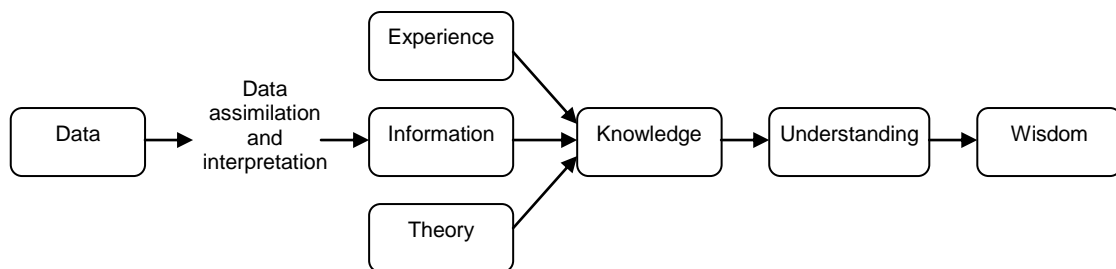 Experience
Data
Data
assimilation
and
interpretation
Information
Knowledge
Understanding
Wisdom
Theory